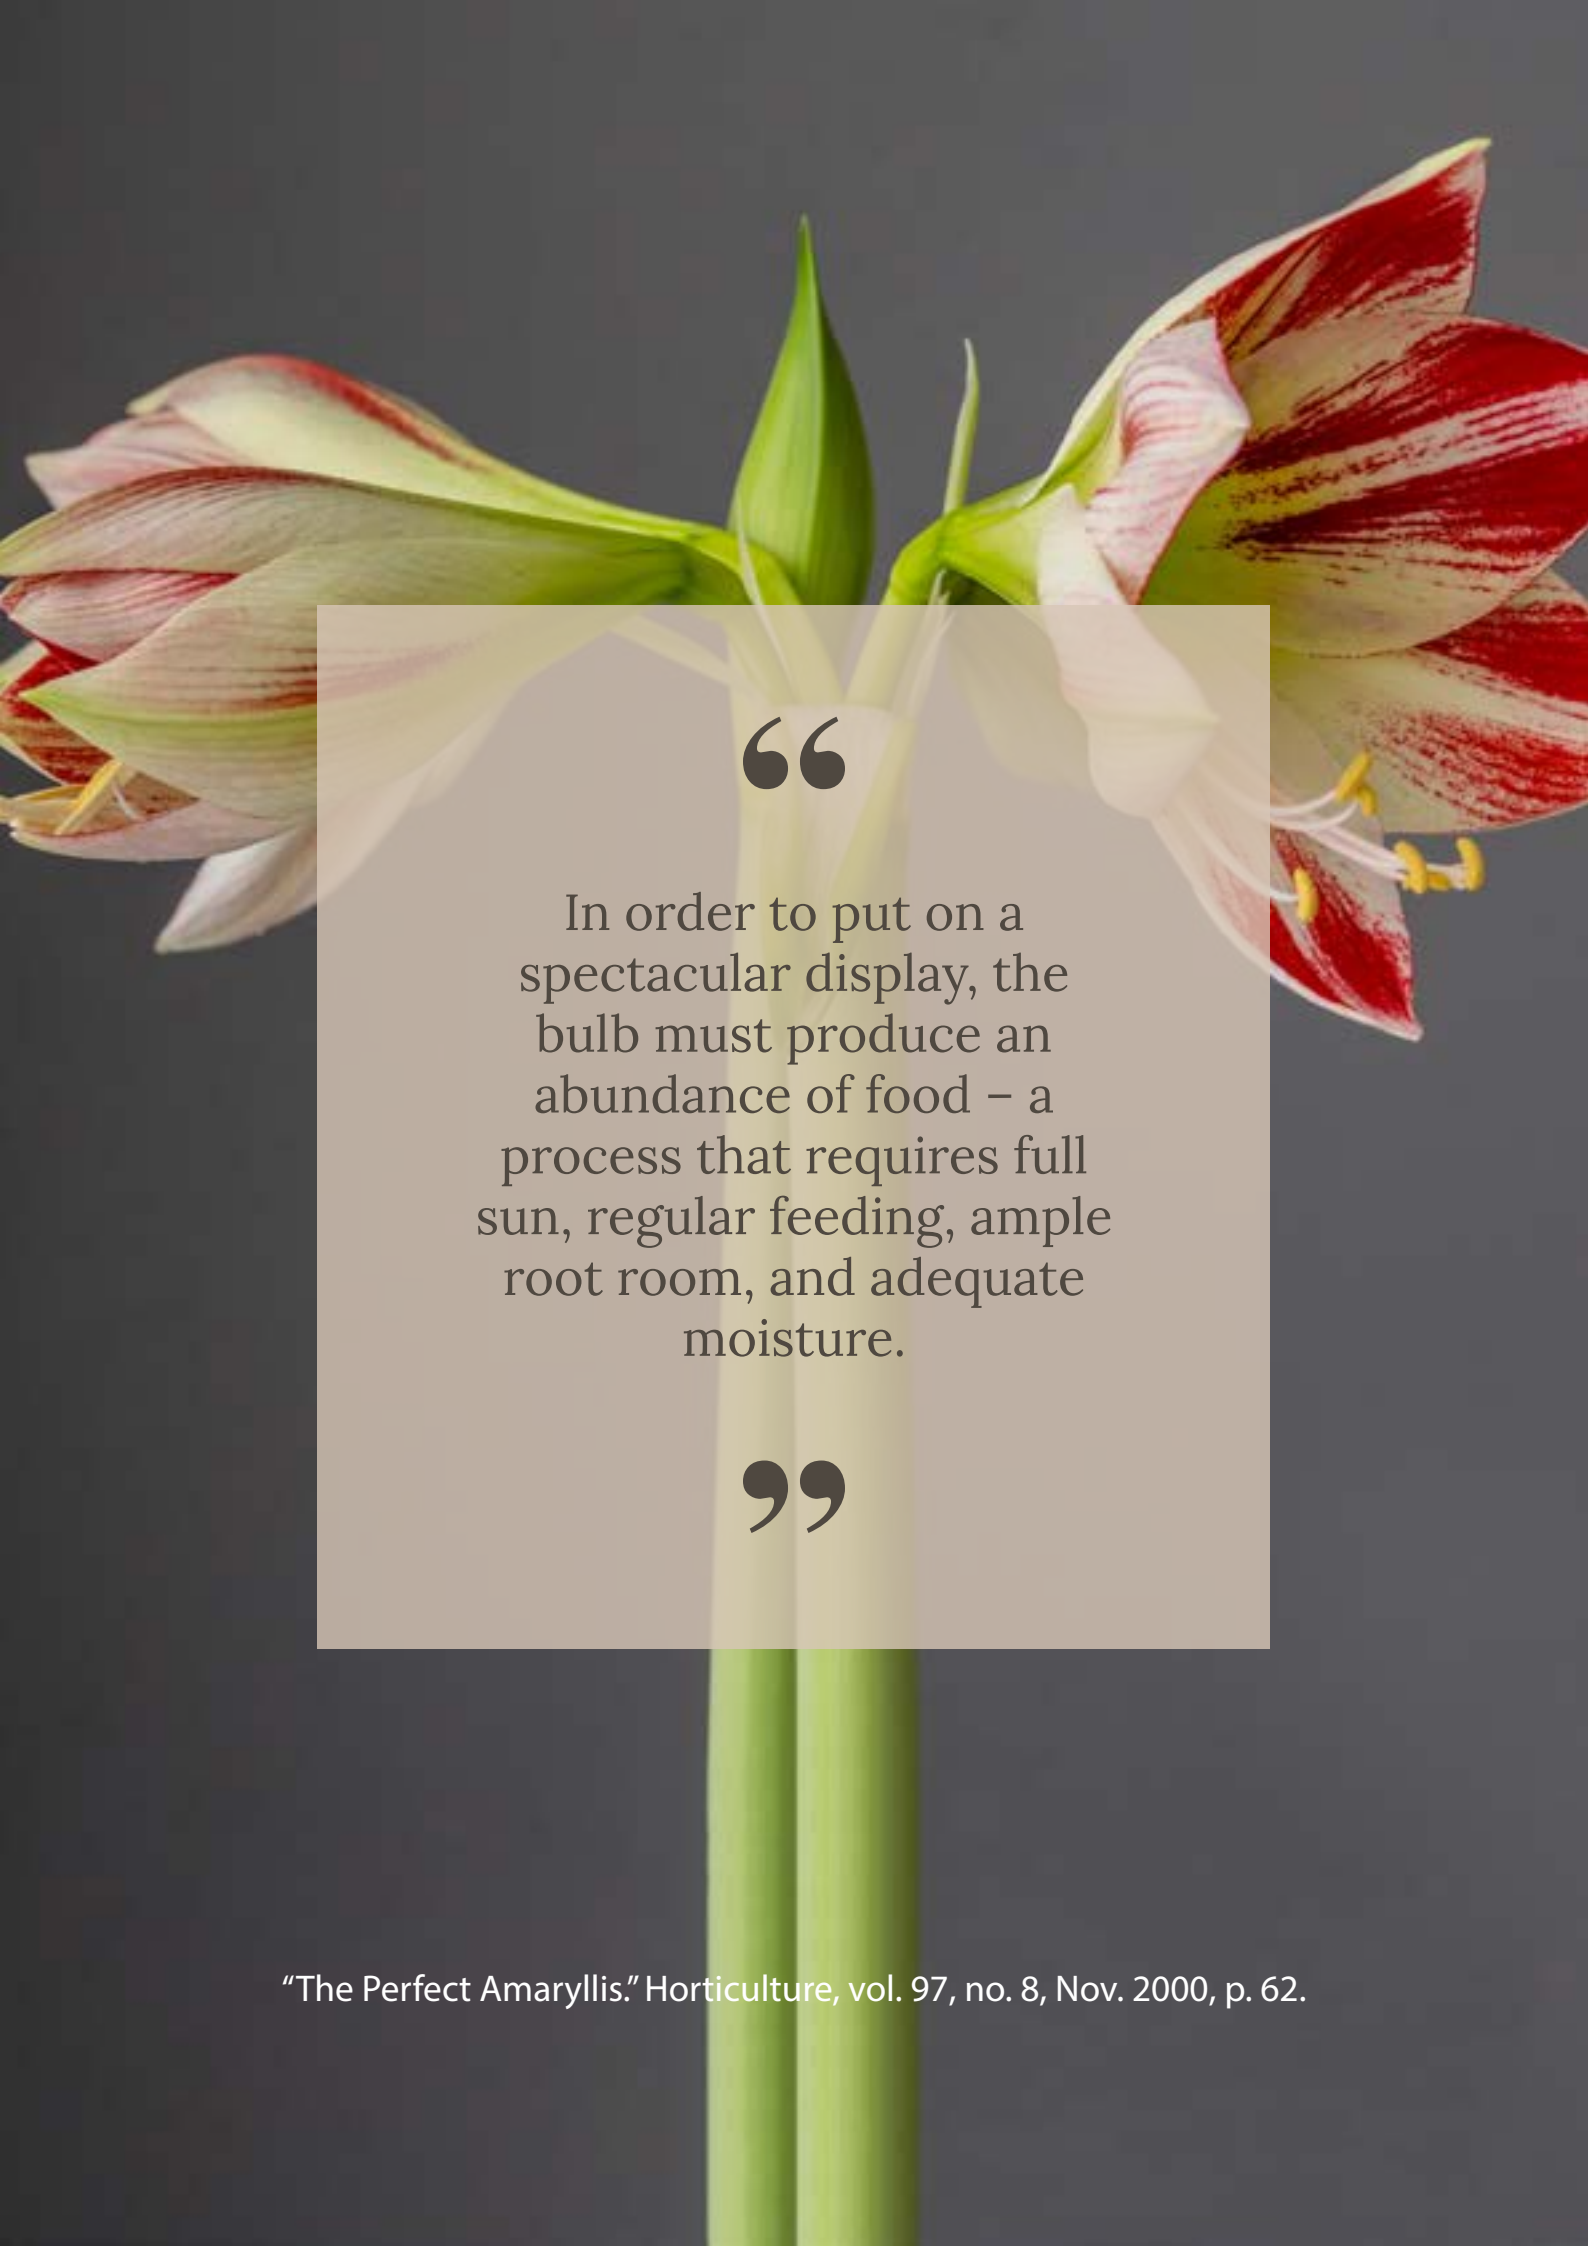 “
In order to put on a
spectacular display, the
bulb must produce an
abundance of food – a
process that requires full
sun, regular feeding, ample
root room, and adequate
moisture.
”
“The Perfect Amaryllis.” Horticulture, vol. 97, no. 8, Nov. 2000, p. 62.